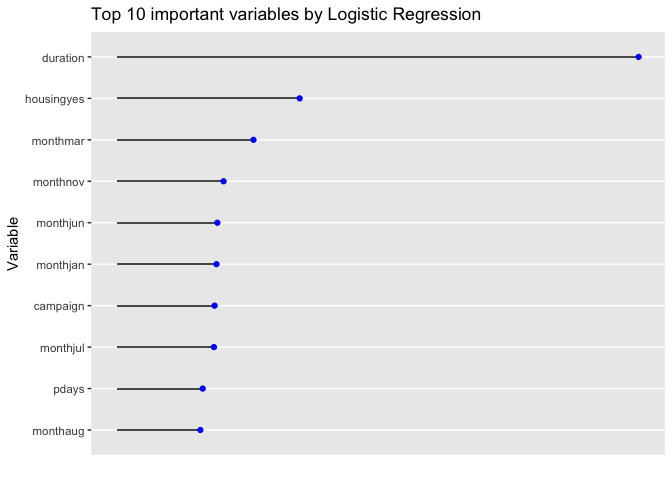 Top 10 important variables by Logistic Regression
Variable
duration
housingyes
monthmar
monthnov
monthjun
monthjan
campaign
monthjul
pdays
monthaug